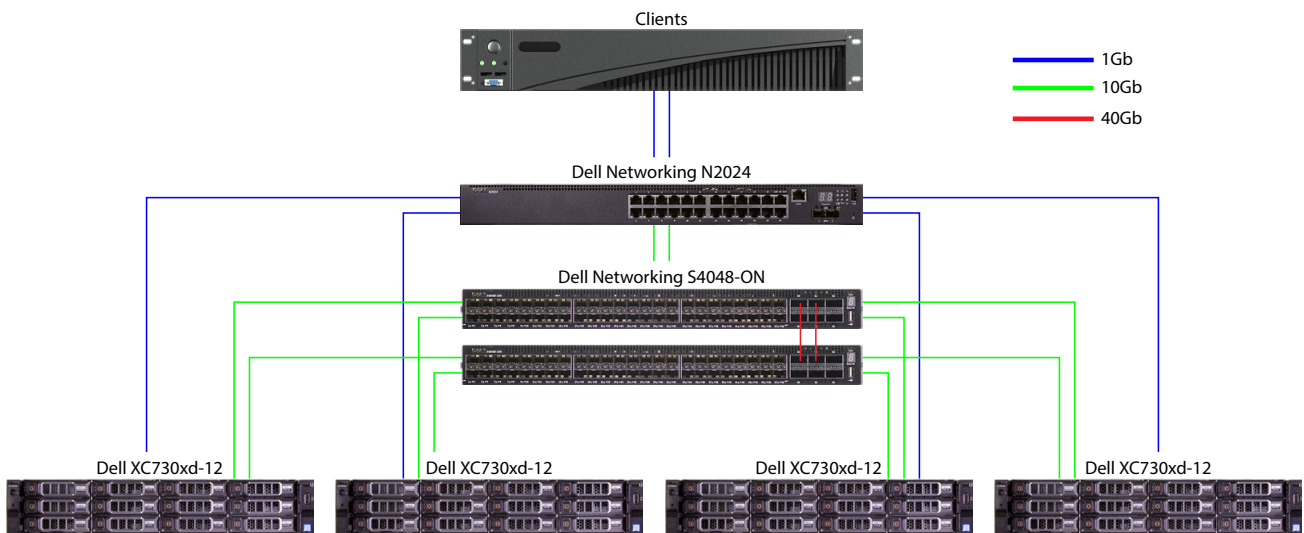 Clients
1Gb
10Gb
40Gb
Dell Networking N2024
Dell Networking S4048-ON
Dell XC730xd-12
Dell XC730xd-12
Dell XC730xd-12
Dell XC730xd-12